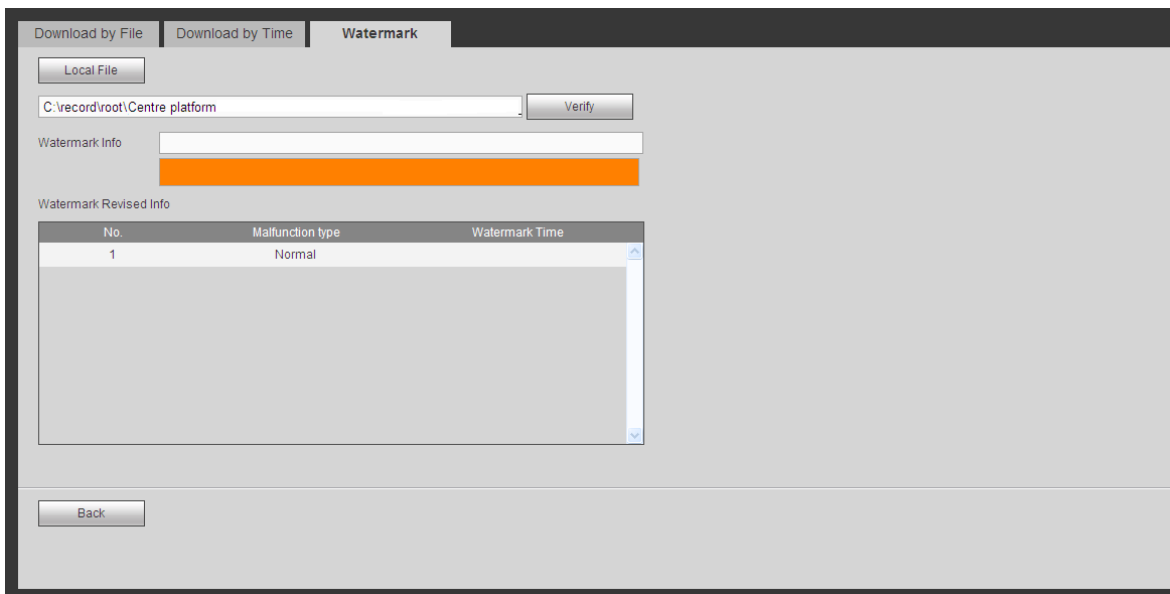 Download by File Download by Time Watermark
Local File
C:\record\root\Centre platform Verify
Watermark Info
Watermark Revised Info
No. Malfunction type Watermark Time
1 Normal
Back